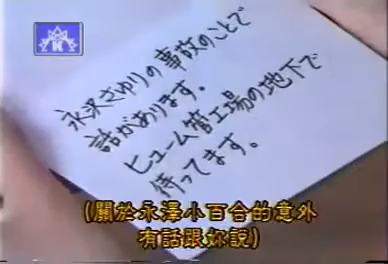 K
永沢さゆりの事故のことで
話があります。
ヒューム管工場の地下で
待ってます。
(關於永澤小百合的意外
有話跟妳說)